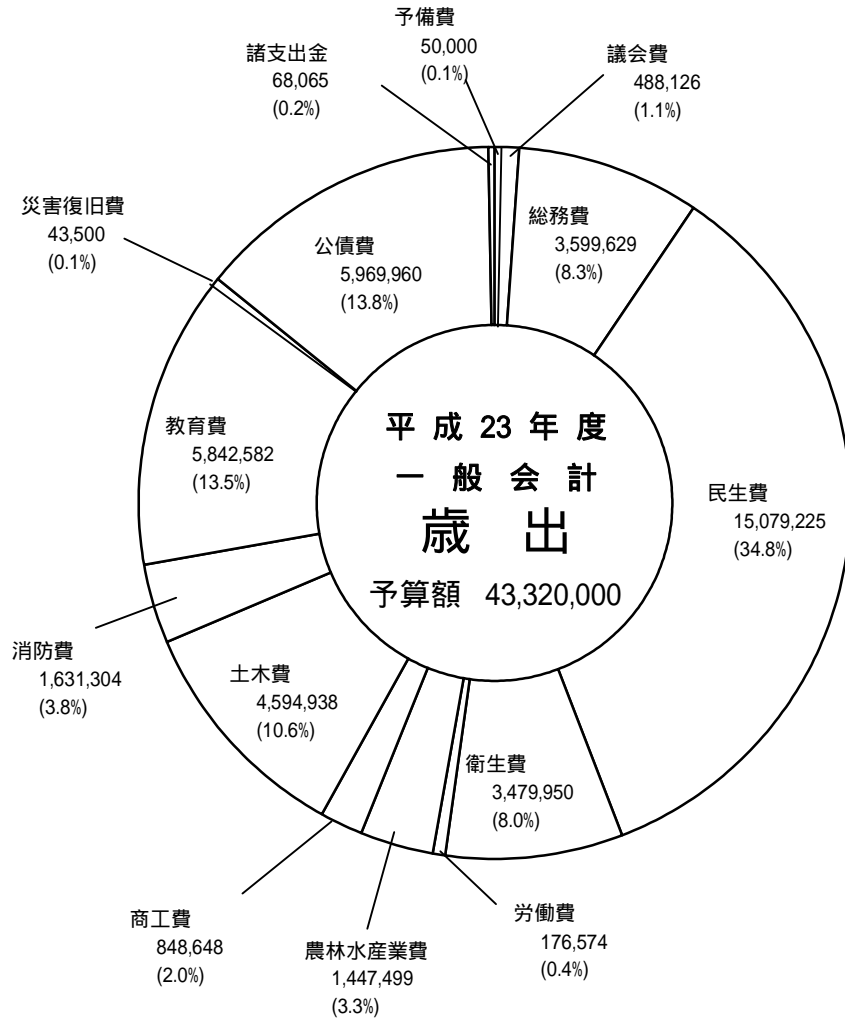 予備費
50,000
(0.1%)
議会費
488,126
(1.1%)
総務費
3,599,629
(8.3%)
民生費
15,079,225
(34.8%)
衛生費
3,479,950
(8.0%)
労働費
176,574
(0.4%)
農林水産業費
1,447,499
(3.3%)
商工費
848,648
(2.0%)
土木費
4,594,938
(10.6%)
消防費
1,631,304
(3.8%)
教育費
5,842,582
(13.5%)
災害復旧費
43,500
(0.1%)
公債費
5,969,960
(13.8%)
諸支出金
68,065
(0.2%)
平成23年度
一般会計
歳出
予算額 43,320,000